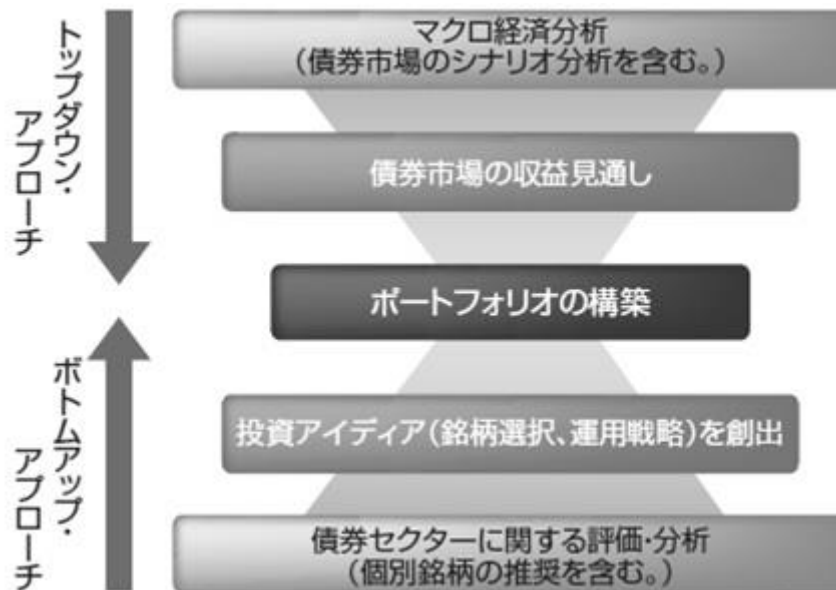 トップダウン・
アプローチ
マクロ経済分析
(債券市場のシナリオ分析を含む。)
債券市場の収益見通し
ポートフォリオの構築
ボトムアップ・
アプローチ
投資アイディア(銘柄選択、運用戦略)を創出
債券セクターに関する評価・分析
(個別銘柄の推奨を含む。)